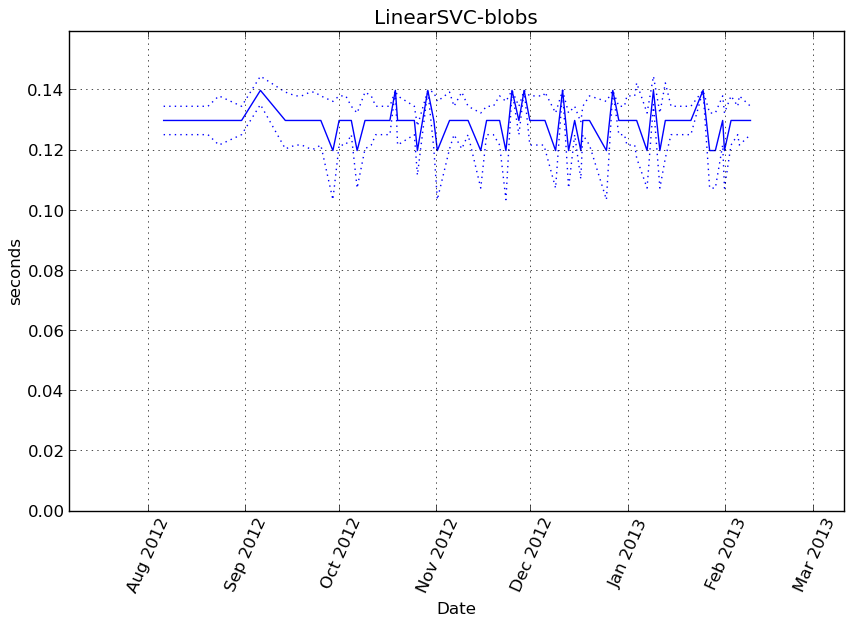 LinearSVC-blobs
0.14
0.12
0.10
0.08
0.06
0.04
0.02
0.00
seconds
Aug 2012
Sep 2012
Oct 2012
Nov 2012
Dec 2012
Jan 2013
Feb 2013
Mar 2013
Date